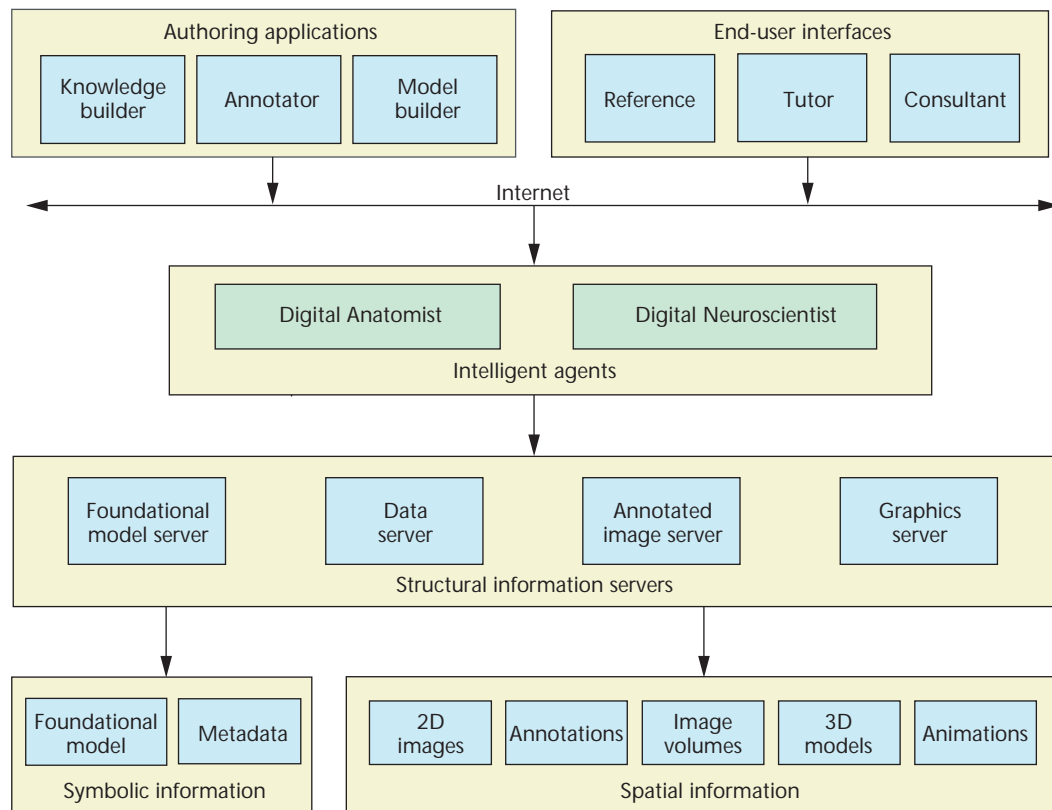 Authoring applications
Knowledge
builder
Annotator
Model
builder
End-user interfaces
Reference
Tutor
Consultant
Internet
Digital Anatomist
Digital Neuroscientist
Intelligent agents
Foundational
model server
Data
server
Annotated
image server
Graphics
server
Structural information servers
Foundational
model
Metadata
Symbolic information
2D
images
Annotations
Image
volumes
3D
models
Animations
Spatial information